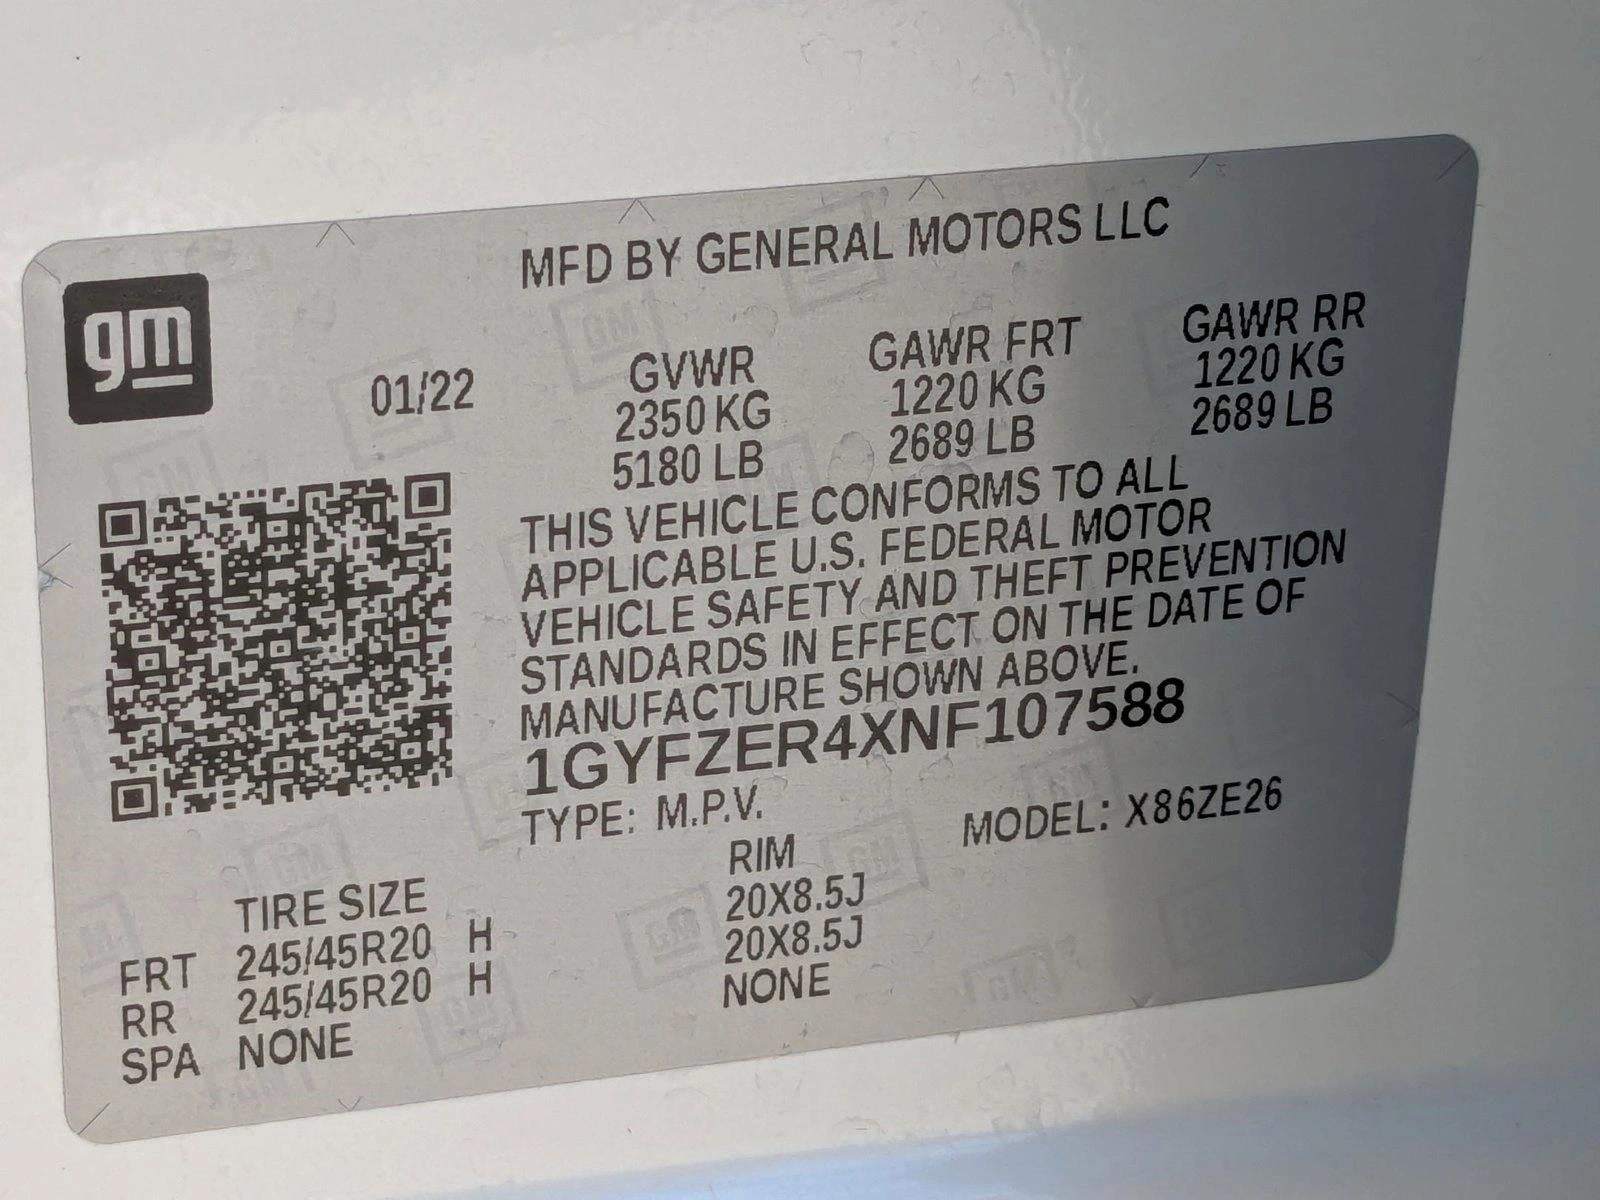 MFD BY GENERAL MOTORS LLC
gm
01/22
GVWR
2350 KG
5180 LB
GAWR FRT
1220 KG
2689 LB
GAWR RR
1220 KG
2689 LB
THIS VEHICLE CONFORMS TO ALL
APPLICABLE U.S. FEDERAL MOTOR
VEHICLE SAFETY AND THEFT PREVENTION
STANDARDS IN EFFECT ON THE DATE OF
MANUFACTURE SHOWN ABOVE.
1GYFZER4XNF107588
TYPE: M.P.V. MODEL: X86ZE26
TIRE SIZE RIM
FRT 245/45R20 H 20X8.5J
RR 245/45R20 H 20X8.5J
SPA NONE NONE